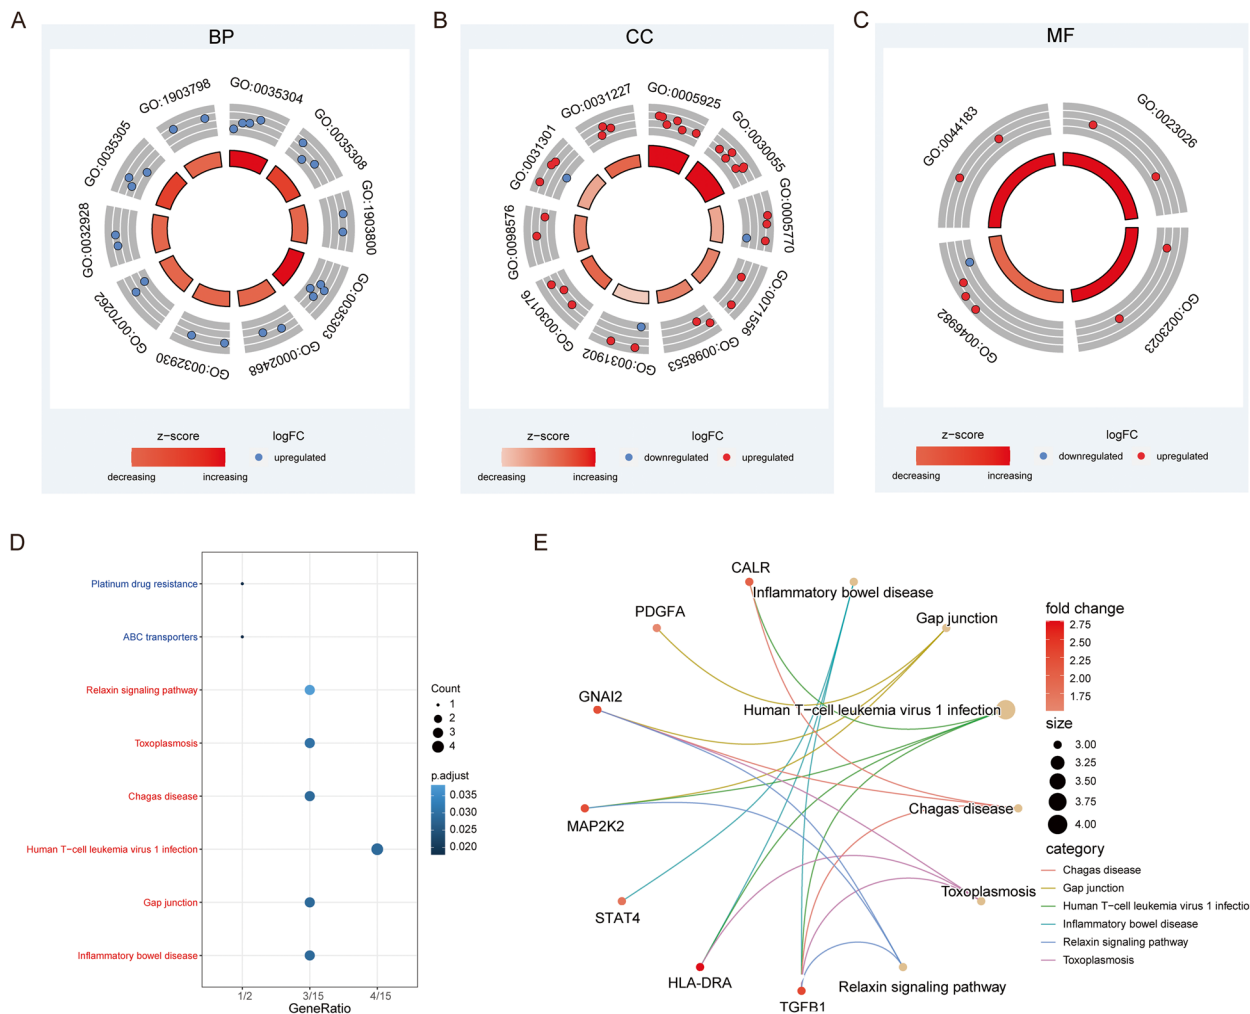 A
BP
GO:1903798
GO:0035304
GO:0035305
GO:0035308
GO:1903800
GO:0032928
GO:0035303
GO:0070262
GO:0002468
GO:0032930
z-score
logFC
upregulated
decreasing
increasing
B
CC
GO:0031227
GO:0005925
GO:0031301
GO:0030055
GO:0005770
GO:0098576
GO:0071556
GO:0030176
GO:0098553
GO:0031902
z-score
logFC
downregulated
upregulated
decreasing
increasing
C
MF
GO:0044183
GO:0023026
GO:0046982
GO:0023023
z-score
logFC
downregulated
upregulated
decreasing
increasing
D
Platinum drug resistance
ABC transporters
Relaxin signaling pathway
Toxoplasmosis
Chagas disease
Human T−cell leukemia virus 1 infection
Gap junction
Inflammatory bowel disease
1/2
3/15
4/15
GeneRatio
Count
1
2
3
4
p.adjust
0.035
0.030
0.025
0.020
E
CALR
Inflammatory bowel disease
PDGFA
Gap junction
GNAI2
Human T−cell leukemia virus 1 infection
MAP2K2
Chagas disease
STAT4
Toxoplasmosis
HLA-DRA
TGFB1
Relaxin signaling pathway
fold change
2.75
2.50
2.25
2.00
1.75
size
3.00
3.25
3.50
3.75
4.00
category
Chagas disease
Gap junction
Human T−cell leukemia virus 1 infectio
Inflammatory bowel disease
Relaxin signaling pathway
Toxoplasmosis